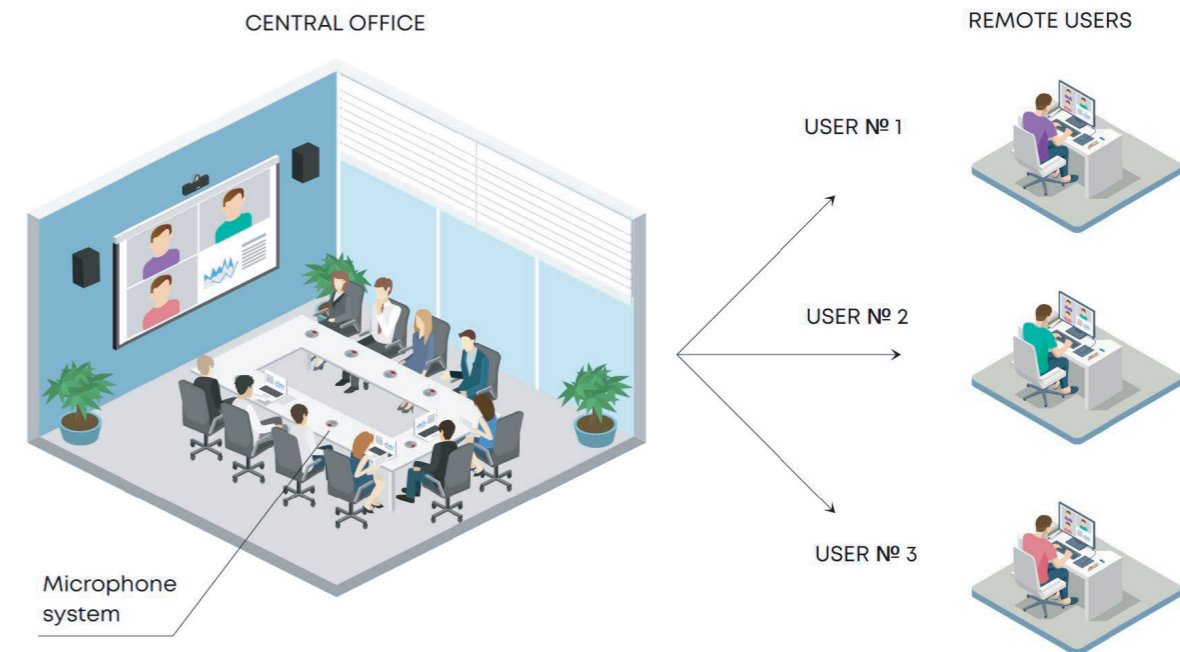 CENTRAL OFFICE
REMOTE USERS
USER № 1
USER № 2
USER № 3
Microphone
system